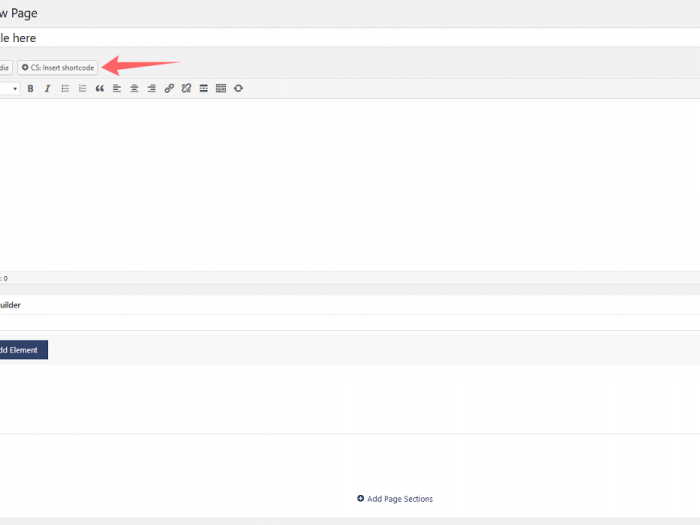 w Page
le here
dia CS: Insert shortcode
B I
: 0
uilder
dd Element
Add Page Sections